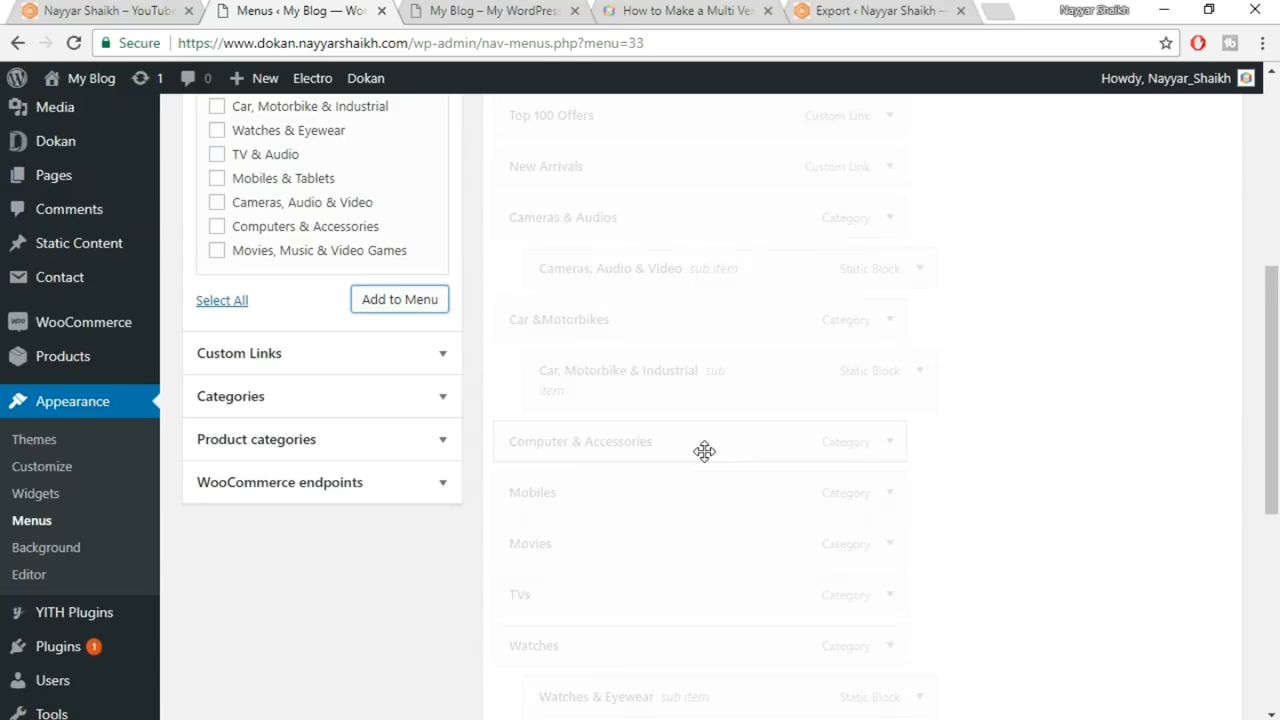 Nayyar Shaikh – YouTube
Menus ‹ My Blog — Wor
My Blog – My WordPress
How to Make a Multi Ve
Export ‹ Nayyar Shaikh —
Nayyar Shaikh
Secure
https://www.dokan.nayyarshaikh.com/wp-admin/nav-menus.php?menu=33
My Blog
1
0
New
Electro
Dokan
Howdy, Nayyar_Shaikh
Media
Dokan
Pages
Comments
Static Content
Contact
WooCommerce
Products
Appearance
Themes
Customize
Widgets
Menus
Background
Editor
YITH Plugins
Plugins 1
Users
Tools
Car, Motorbike & Industrial
Watches & Eyewear
TV & Audio
Mobiles & Tablets
Cameras, Audio & Video
Computers & Accessories
Movies, Music & Video Games
Select All
Add to Menu
Custom Links
Categories
Product categories
WooCommerce endpoints
Top 100 Offers Custom Link
New Arrivals Custom Link
Cameras & Audios Category
Cameras, Audio & Video sub item Static Block
Car &Motorbikes Category
Car, Motorbike & Industrial sub Static Block
item
Computer & Accessories Category
Mobiles Category
Movies Category
TVs Category
Watches Category
Watches & Eyewear sub item Static Block